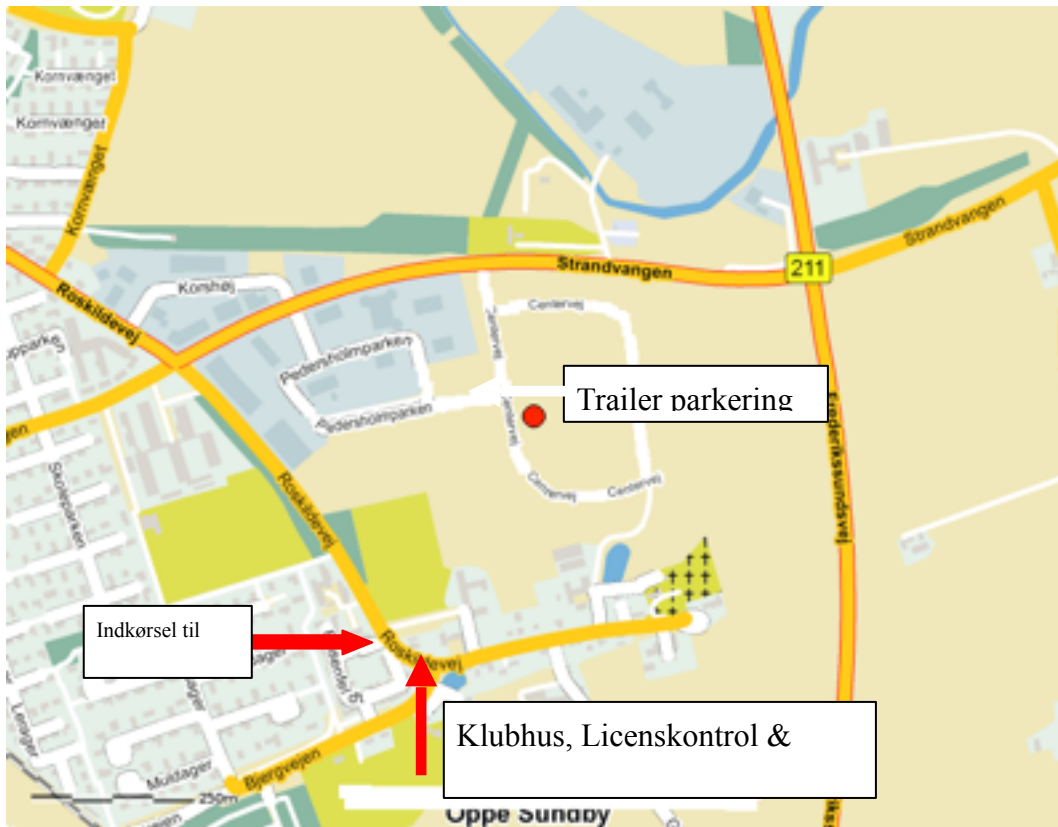 Kornvænget
Kornvænget
Kornvænget
Roskildevej
Korshøj
Pedersholmparken
Pedersholmparken
Strandvangen
Strandvangen
211
Centervej
Centervej
Centervej
Centervej
Centervej
Trailer parkering
Frederikssundsvej
Skoleparken
Roskildevej
Indkørsel til
Roskildevej
Klubhus, Licenskontrol &
Muldager
Bjergvejen
250m
Oppe Sundby